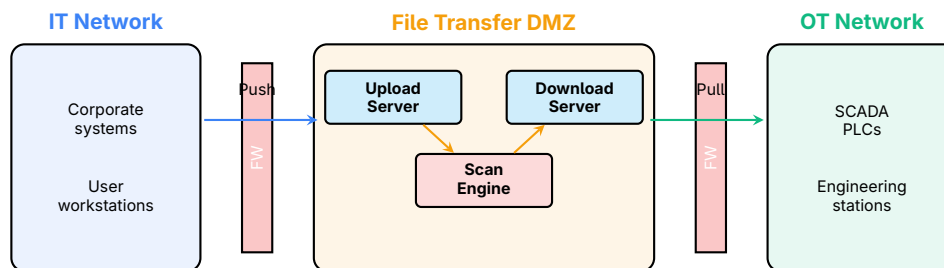 IT Network
File Transfer DMZ
OT Network
Push
FW
Pull
FW
Corporate
systems
User
workstations
Upload
Server
Download
Server
Scan
Engine
SCADA
PLCs
Engineering
stations